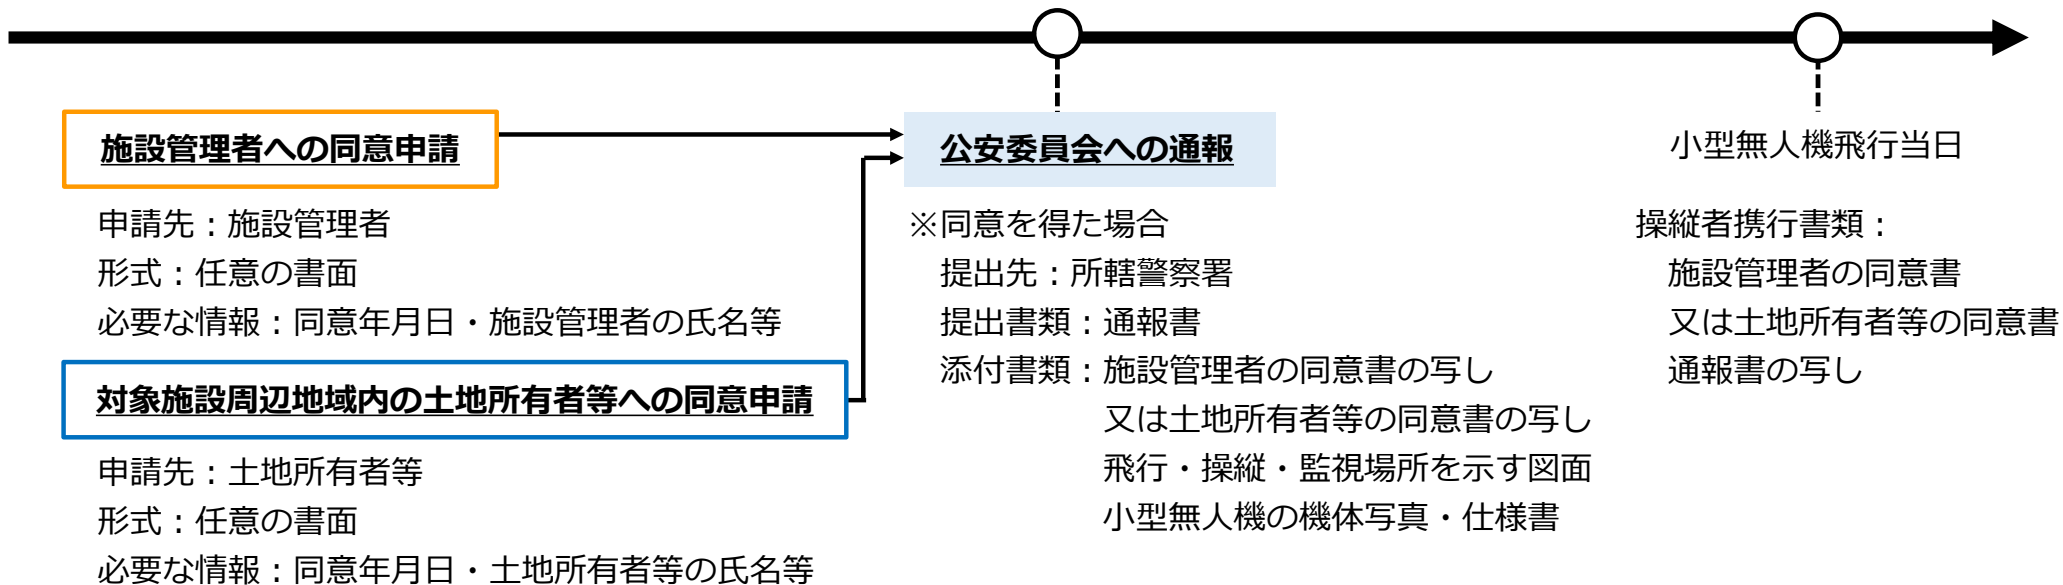 施設管理者への同意申請
申請先：施設管理者
形式：任意の書面
必要な情報：同意年月日・施設管理者の氏名等
対象施設周辺地域内の土地所有者等への同意申請
申請先：土地所有者等
形式：任意の書面
必要な情報：同意年月日・土地所有者等の氏名等
公安委員会への通報
※同意を得た場合
提出先：所轄警察署
提出書類：通報書
添付書類：施設管理者の同意書の写し
又は土地所有者等の同意書の写し
飛行・操縦・監視場所を示す図面
小型無人機の機体写真・仕様書
小型無人機飛行当日
操縦者携行書類：
施設管理者の同意書
又は土地所有者等の同意書
通報書の写し